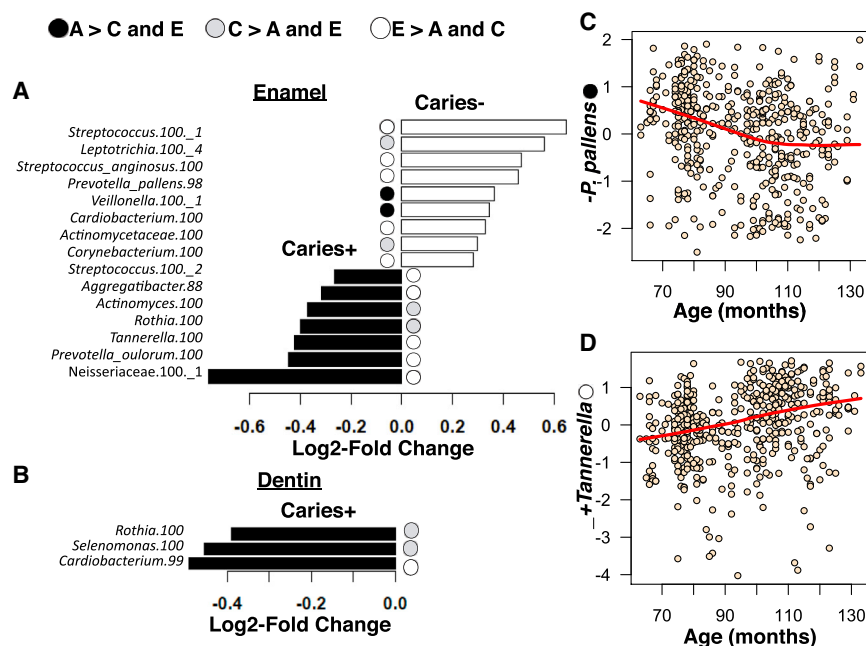 A > C and E C > A and E E > A and C
A
Enamel
Caries-
Streptococcus.100._1
Leptotrichia.100._4
Streptococcus_anginosus.100
Prevotella_pallens.98
Veillonella.100._1
Cardiobacterium.100
Actinomycetaceae.100
Corynebacterium.100
Streptococcus.100._2
Aggregatibacter.88
Actinomyces.100
Rothia.100
Tannerella.100
Prevotella_oulorum.100
Neisseriaceae.100._1
Caries+
-0.6 -0.4 -0.2 0.0 0.2 0.4 0.6
Log2-Fold Change
B
Dentin
Caries+
Rothia.100
Selenomonas.100
Cardiobacterium.99
-0.4 -0.2 0.0
Log2-Fold Change
C
-P. pallens
2
1
0
-1
-2
70 90 110 130
Age (months)
D
+Tannerella
1
0
-1
-2
-3
-4
70 90 110 130
Age (months)